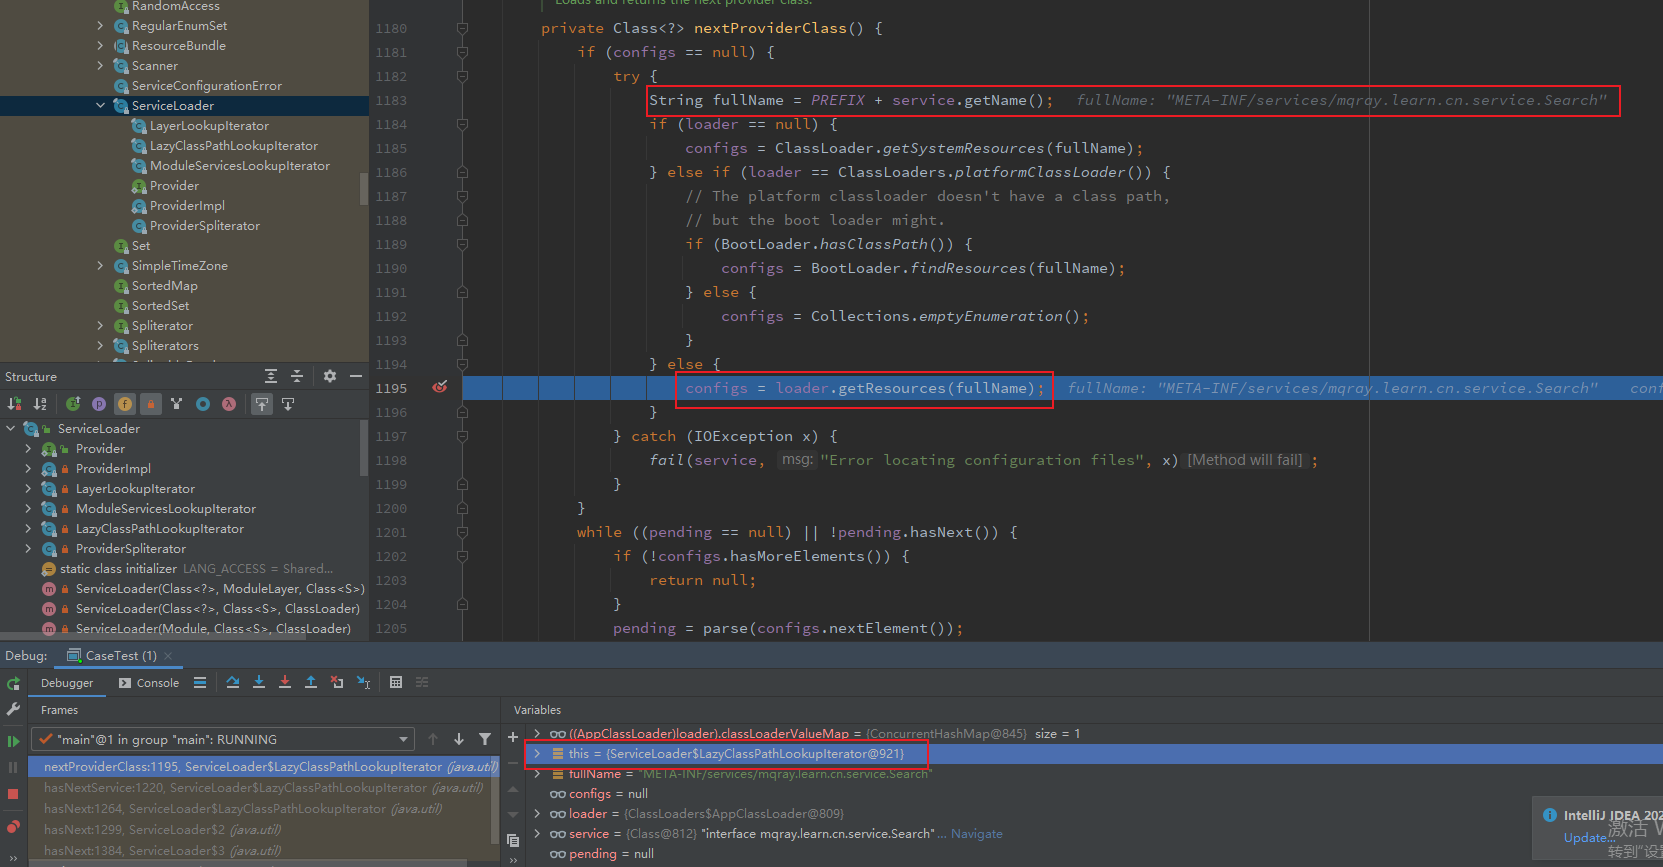 RandomAccess
RegularEnumSet
ResourceBundle
Scanner
ServiceConfigurationError
ServiceLoader
LayerLookupIterator
LazyClassPathLookupIterator
ModuleServicesLookupIterator
Provider
ProviderImpl
ProviderSpliterator
Set
SimpleTimeZone
SortedMap
SortedSet
Spliterator
Spliterators
Structure
ServiceLoader
Provider
ProviderImpl
LayerLookupIterator
ModuleServicesLookupIterator
LazyClassPathLookupIterator
ProviderSpliterator
static class initializer LANG_ACCESS = Shared...
ServiceLoader(Class<?>, ModuleLayer, Class<S>)
ServiceLoader(Class<?>, Class<S>, ClassLoader)
ServiceLoader(Module, Class<S>, ClassLoader)
Loads and returns the next provider class.
1180 private Class<?> nextProviderClass() {
1181 if (configs == null) {
1182 try {
1183 String fullName = PREFIX + service.getName(); fullName: "META-INF/services/mqray.learn.cn.service.Search"
1184 if (loader == null) {
1185 configs = ClassLoader.getSystemResources(fullName);
1186 } else if (loader == ClassLoaders.platformClassLoader()) {
1187 // The platform classloader doesn't have a class path,
1188 // but the boot loader might.
1189 if (BootLoader.hasClassPath()) {
1190 configs = BootLoader.findResources(fullName);
1191 } else {
1192 configs = Collections.emptyEnumeration();
1193 }
1194 } else {
1195 configs = loader.getResources(fullName); fullName: "META-INF/services/mqray.learn.cn.service.Search" conf
1196 }
1197 } catch (IOException x) {
1198 fail(service, msg: "Error locating configuration files", x) [Method will fail] ;
1199 }
1200 }
1201 while ((pending == null) || !pending.hasNext()) {
1202 if (!configs.hasMoreElements()) {
1203 return null;
1204 }
1205 pending = parse(configs.nextElement());
Debug: CaseTest (1)
Debugger Console
Frames
"main"@1 in group "main": RUNNING
nextProviderClass:1195, ServiceLoader$LazyClassPathLookupIterator (java.util)
hasNextService:1220, ServiceLoader$LazyClassPathLookupIterator (java.util)
hasNext:1264, ServiceLoader$LazyClassPathLookupIterator (java.util)
hasNext:1299, ServiceLoader$2 (java.util)
hasNext:1384, ServiceLoader$3 (java.util)
Variables
((AppClassLoader)loader).classLoaderValueMap = {ConcurrentHashMap@845} size = 1
this = {ServiceLoader$LazyClassPathLookupIterator@921}
fullName = "META-INF/services/mqray.learn.cn.service.Search"
configs = null
loader = {ClassLoaders$AppClassLoader@809}
service = {Class@812} "interface mqray.learn.cn.service.Search" ... Navigate
pending = null
IntelliJ IDEA 202
Update...
激活 W
转到"设